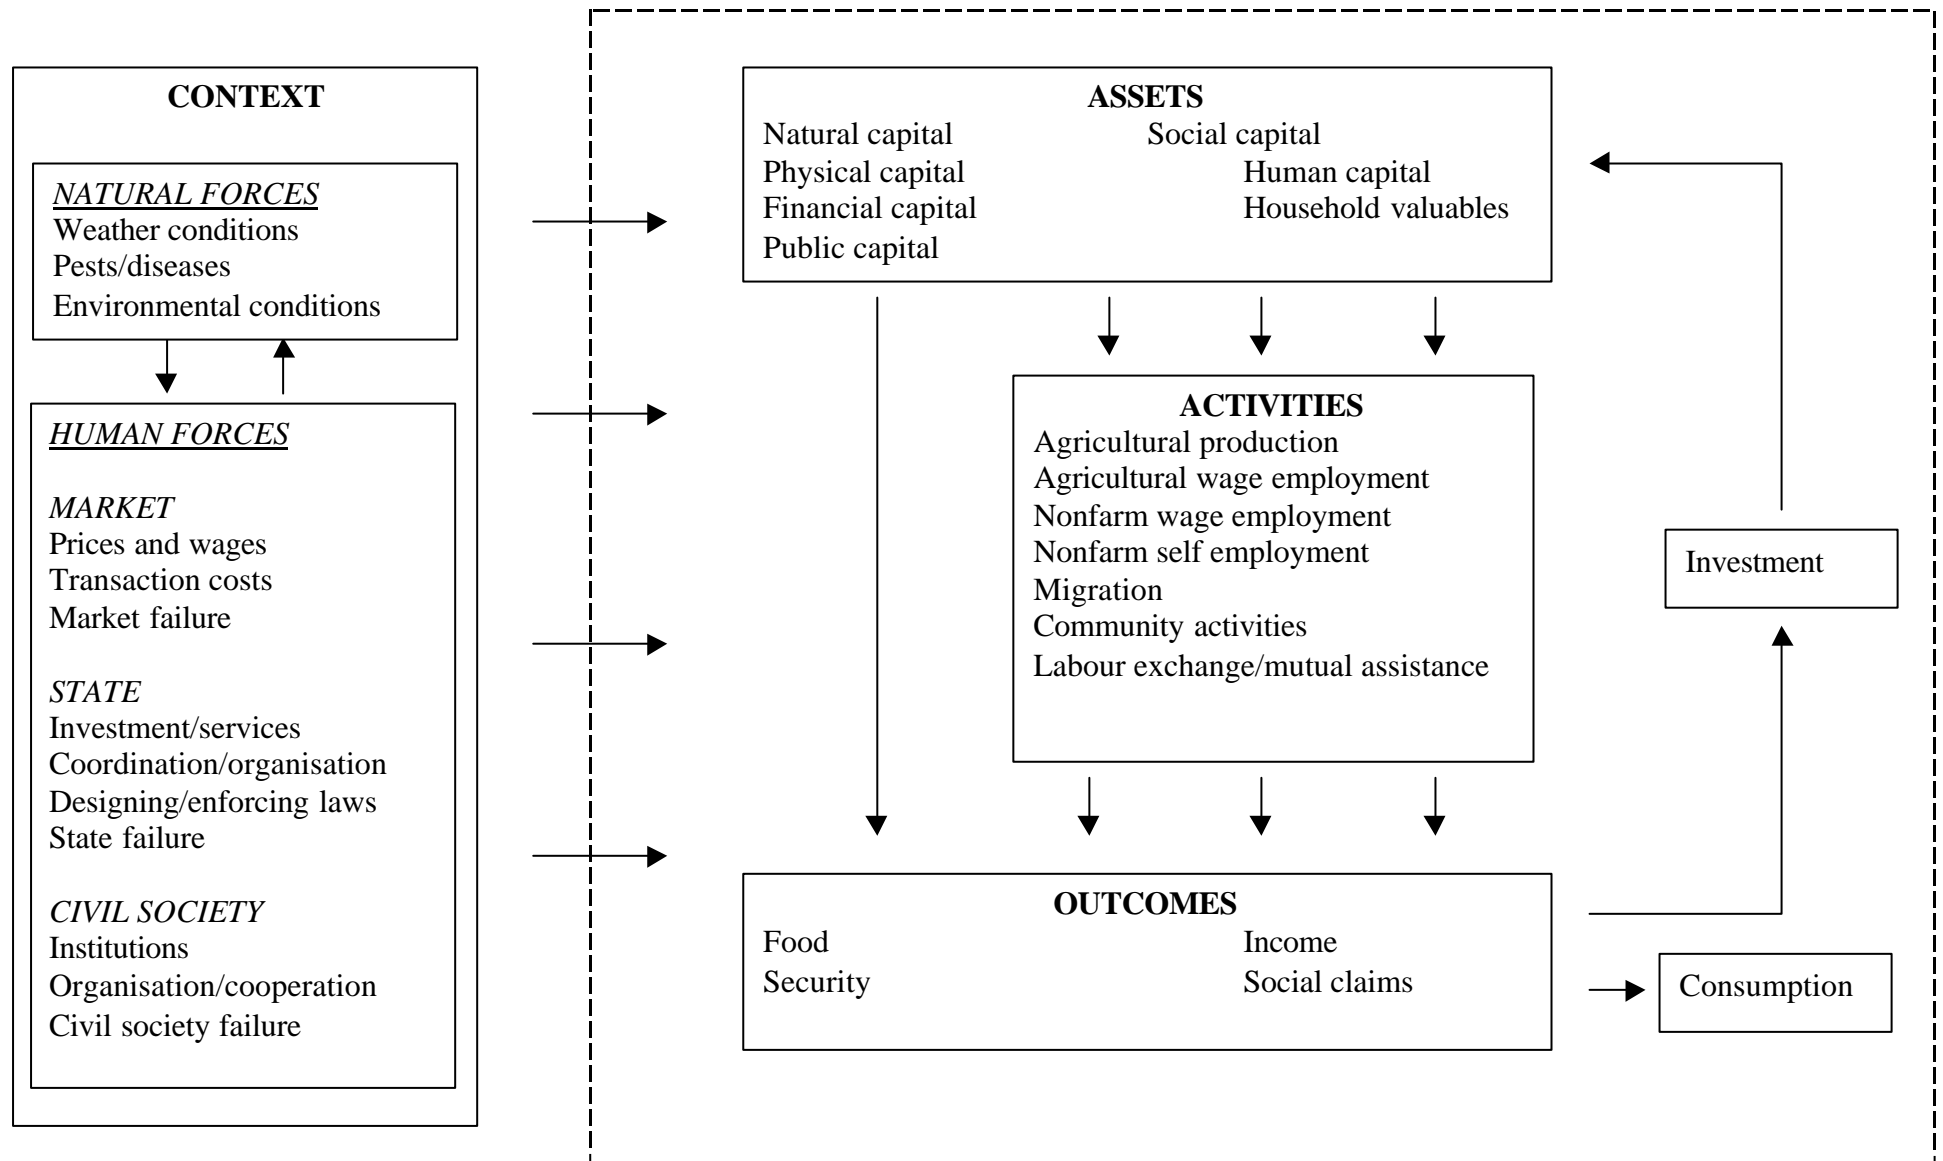 CONTEXT
NATURAL FORCES
Weather conditions
Pests/diseases
Environmental conditions
HUMAN FORCES
MARKET
Prices and wages
Transaction costs
Market failure
STATE
Investment/services
Coordination/organisation
Designing/enforcing laws
State failure
CIVIL SOCIETY
Institutions
Organisation/cooperation
Civil society failure
ASSETS
Natural capital Social capital
Physical capital Human capital
Financial capital Household valuables
Public capital
ACTIVITIES
Agricultural production
Agricultural wage employment
Nonfarm wage employment
Nonfarm self employment
Migration
Community activities
Labour exchange/mutual assistance
OUTCOMES
Food Income
Security Social claims
Investment
Consumption